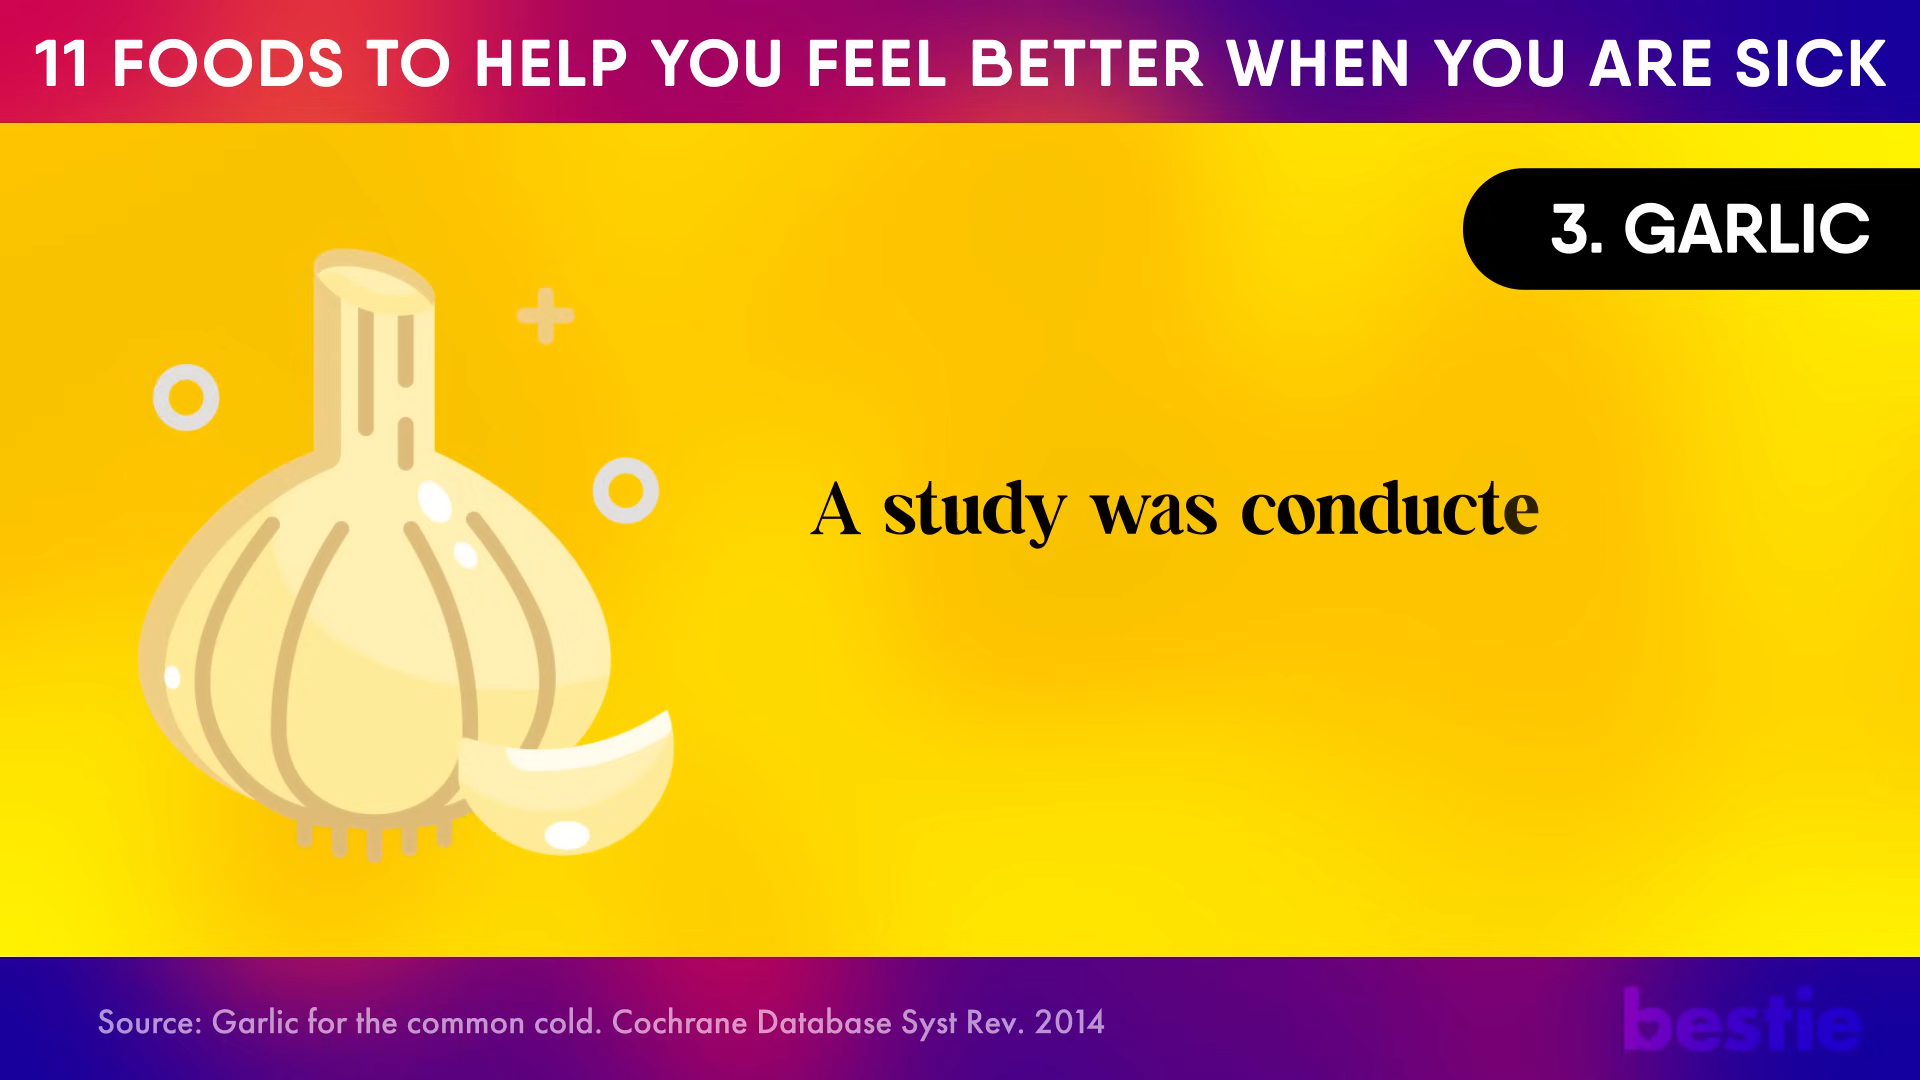 11 FOODS TO HELP YOU FEEL BETTER WHEN YOU ARE SICK
3. GARLIC
A study was conducte
Source: Garlic for the common cold. Cochrane Database Syst Rev. 2014
bestie